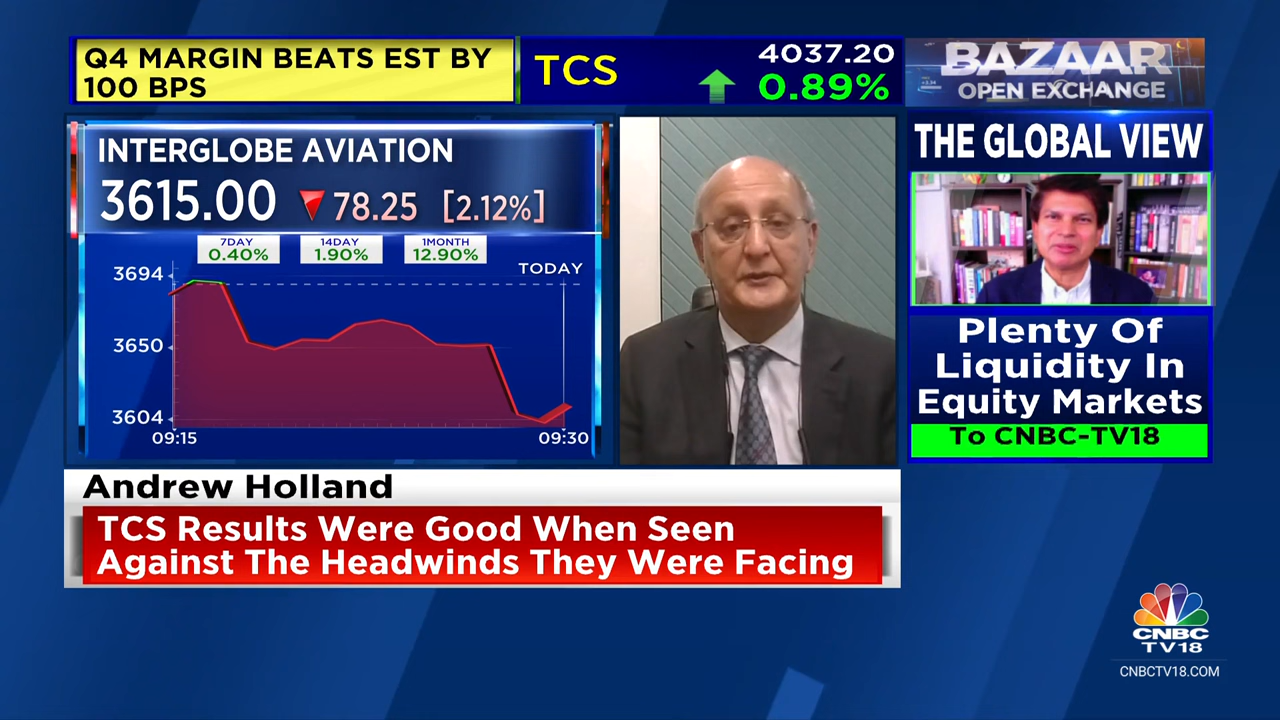 Q4 MARGIN BEATS EST BY
100 BPS
TCS
4037.20
0.89%
BAZAAR
OPEN EXCHANGE
INTERGLOBE AVIATION
3615.00 78.25 [2.12%]
7DAY
0.40%
14DAY
1.90%
1MONTH
12.90%
TODAY
3694
3650
3604
09:15
09:30
THE GLOBAL VIEW
Plenty Of
Liquidity In
Equity Markets
To CNBC-TV18
Andrew Holland
TCS Results Were Good When Seen
Against The Headwinds They Were Facing
CNBC
TV18
CNBCTV18.COM